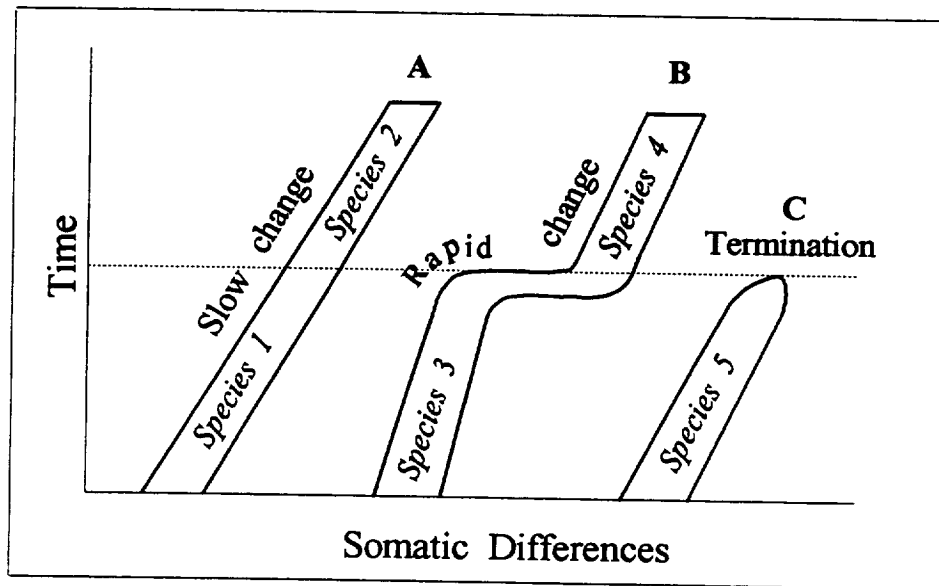 A
B
C
Termination
Slow change
Species 1
Species 2
Rapid change
Species 3
Species 4
Species 5
Time
Somatic Differences